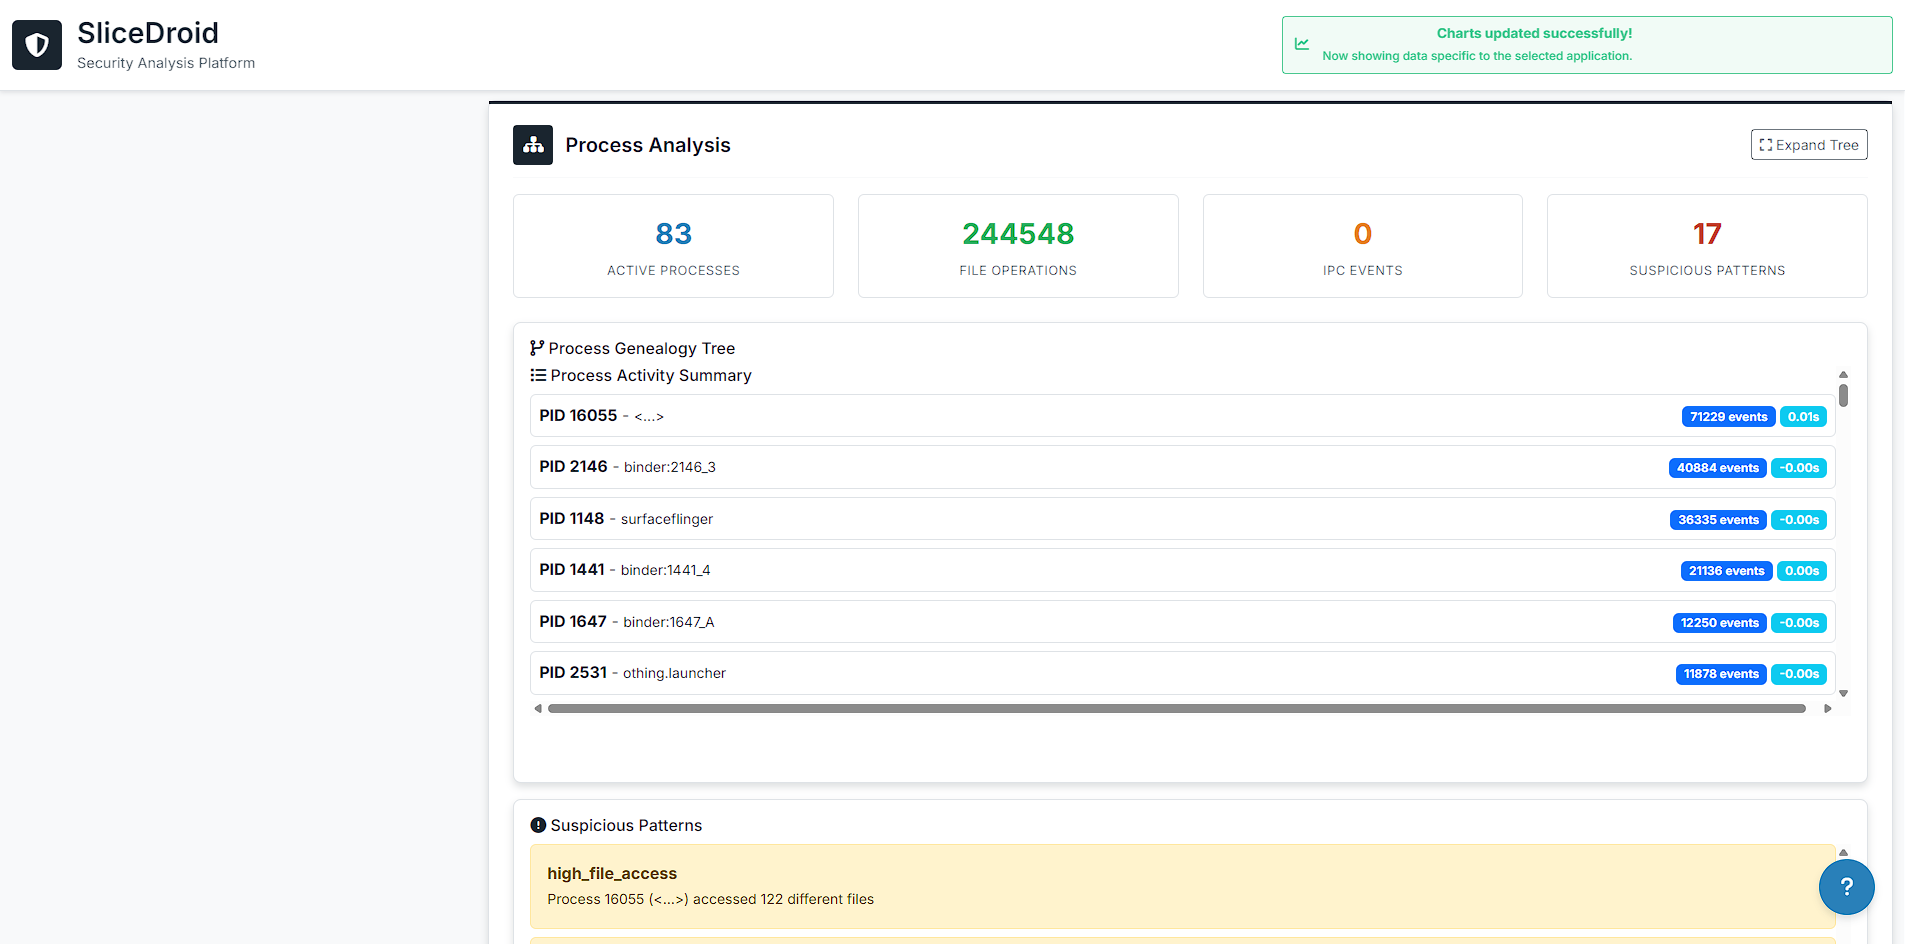 SliceDroid
Security Analysis Platform
Charts updated successfully!
Now showing data specific to the selected application.
Process Analysis
Expand Tree
83
ACTIVE PROCESSES
244548
FILE OPERATIONS
0
IPC EVENTS
17
SUSPICIOUS PATTERNS
Process Genealogy Tree
Process Activity Summary
PID 16055 - <...> 71229 events 0.01s
PID 2146 - binder:2146_3 40884 events -0.00s
PID 1148 - surfaceflinger 36335 events -0.00s
PID 1441 - binder:1441_4 21136 events 0.00s
PID 1647 - binder:1647_A 12250 events -0.00s
PID 2531 - othing.launcher 11878 events -0.00s
Suspicious Patterns
high_file_access
Process 16055 (<...>) accessed 122 different files
?